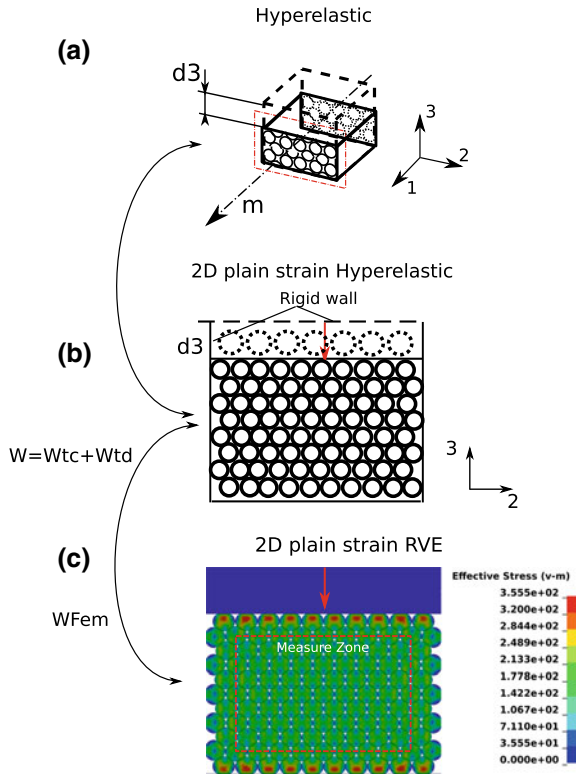 Hyperelastic
(a)
d3
3
2
1
m
2D plain strain Hyperelastic
Rigid wall
(b)
d3
W=Wtc+Wtd
3
2
(c)
2D plain strain RVE
WFem
Measure Zone
Effective Stress (v-m)
3.555e+02
3.200e+02
2.844e+02
2.489e+02
2.133e+02
1.778e+02
1.422e+02
1.067e+02
7.110e+01
3.555e+01
0.000e+00